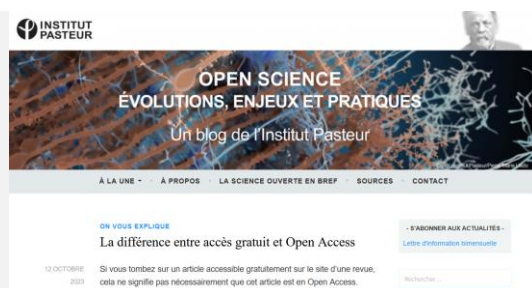 INSTITUT
PASTEUR
OPEN SCIENCE
ÉVOLUTIONS, ENJEUX ET PRATIQUES
Un blog de l'Institut Pasteur
À LA UNE - À PROPOS - LA SCIENCE OUVERTE EN BREF - SOURCES - CONTACT
ON VOUS EXPLIQUE
La différence entre accès gratuit et Open Access
12 OCTOBRE
2023
Si vous tombez sur un article accessible gratuitement sur le site d'une revue,
cela ne signifie pas nécessairement que cet article est en Open Access.
- S'ABONNER AUX ACTUALITÉS -
Lettre d'information bimensuelle
Rechercher ...